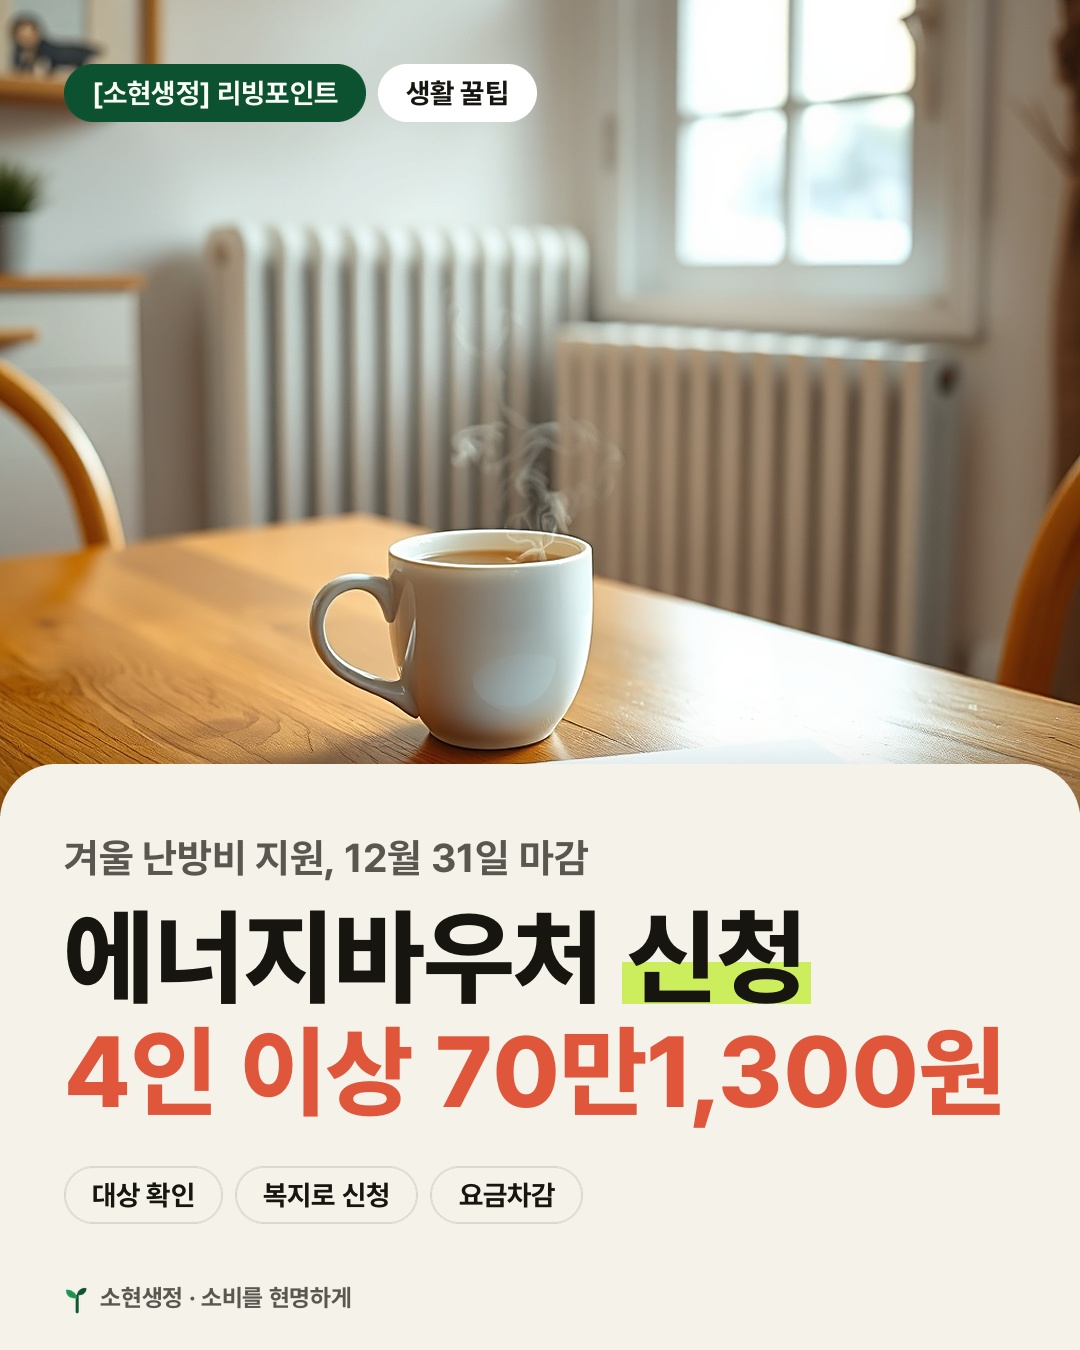 [소현생정] 리빙포인트
생활 꿀팁
겨울 난방비 지원, 12월 31일 마감
에너지바우처 신청
4인 이상 70만1,300원
대상 확인
복지로 신청
요금차감
소현생정 · 소비를 현명하게